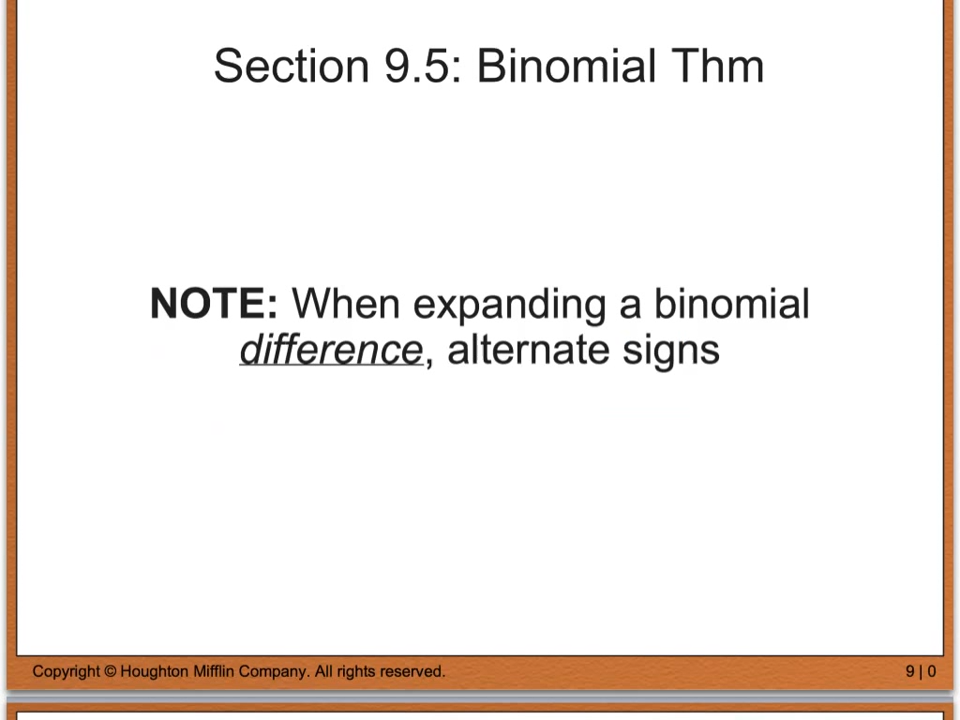 Section 9.5: Binomial Thm
NOTE: When expanding a binomial
difference, alternate signs
Copyright © Houghton Mifflin Company. All rights reserved.
9 | 0